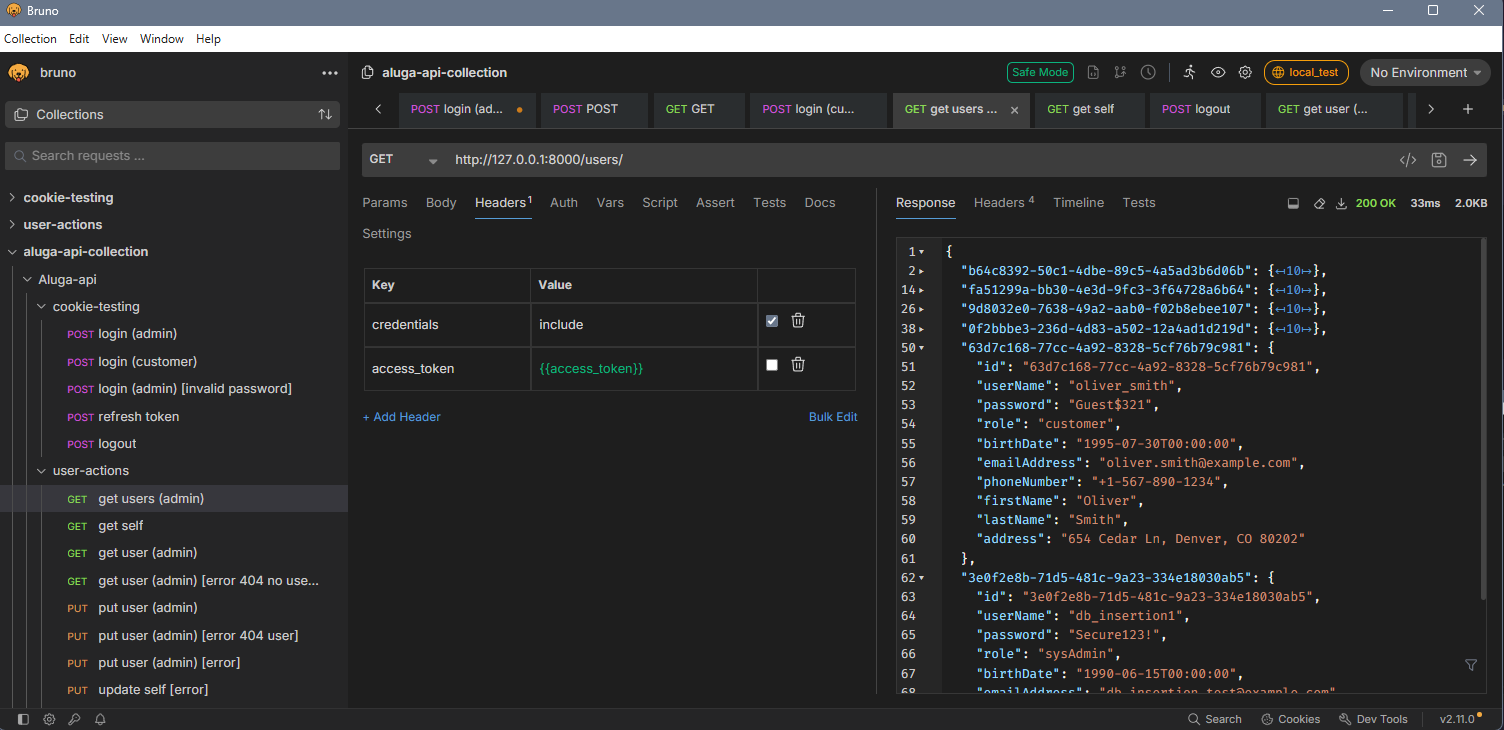 Bruno
Collection Edit View Window Help
bruno
aluga-api-collection
Safe Mode
local_test
No Environment
Collections
POST login (ad...
POST POST
GET GET
POST login (cu...
GET get users ...
GET get self
POST logout
GET get user (...
Search requests ...
GET
http://127.0.0.1:8000/users/
cookie-testing
user-actions
aluga-api-collection
Aluga-api
cookie-testing
POST login (admin)
POST login (customer)
POST login (admin) [invalid password]
POST refresh token
POST logout
user-actions
GET get users (admin)
GET get self
GET get user (admin)
GET get user (admin) [error 404 no use...
PUT put user (admin)
PUT put user (admin) [error 404 user]
PUT put user (admin) [error]
PUT update self [error]
Params Body Headers 1 Auth Vars Script Assert Tests Docs
Settings
Key Value
credentials include
access_token {{access_token}}
+ Add Header Bulk Edit
Response Headers 4 Timeline Tests 200 OK 33ms 2.0KB
1 {
2 "b64c8392-50c1-4dbe-89c5-4a5ad3b6d06b": {↤10↦},
14 "fa51299a-bb30-4e3d-9fc3-3f64728a6b64": {↤10↦},
26 "9d8032e0-7638-49a2-aab0-f02b8ebee107": {↤10↦},
38 "0f2bbbe3-236d-4d83-a502-12a4ad1d219d": {↤10↦},
50 "63d7c168-77cc-4a92-8328-5cf76b79c981": {
51 "id": "63d7c168-77cc-4a92-8328-5cf76b79c981",
52 "userName": "oliver_smith",
53 "password": "Guest$321",
54 "role": "customer",
55 "birthDate": "1995-07-30T00:00:00",
56 "emailAddress": "oliver.smith@example.com",
57 "phoneNumber": "+1-567-890-1234",
58 "firstName": "Oliver",
59 "lastName": "Smith",
60 "address": "654 Cedar Ln, Denver, CO 80202"
61 },
62 "3e0f2e8b-71d5-481c-9a23-334e18030ab5": {
63 "id": "3e0f2e8b-71d5-481c-9a23-334e18030ab5",
64 "userName": "db_insertion1",
65 "password": "Secure123!",
66 "role": "sysAdmin",
67 "birthDate": "1990-06-15T00:00:00",
68 "emailAddress": "db_insertion_test@example.com"
Search Cookies Dev Tools v2.11.0